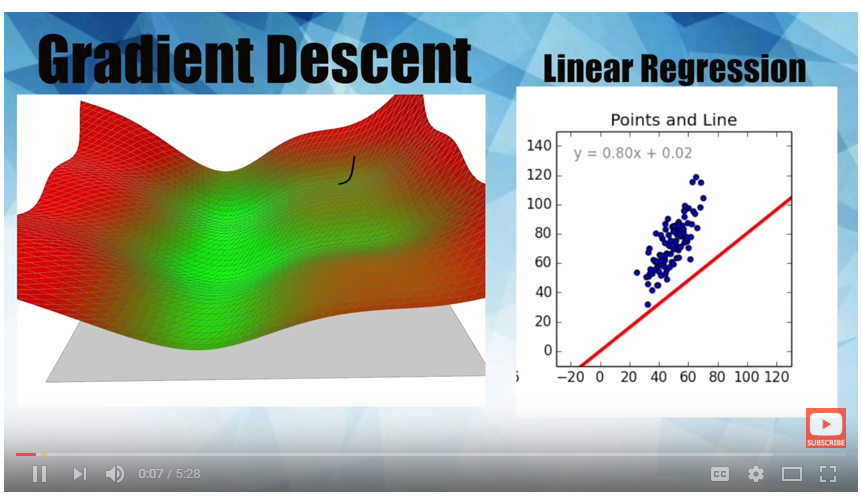 Gradient Descent
Linear Regression
Points and Line
y = 0.80x + 0.02
140
120
100
80
60
40
20
0
−20 0 20 40 60 80 100 120
SUBSCRIBE
0:07 / 5:28
CC